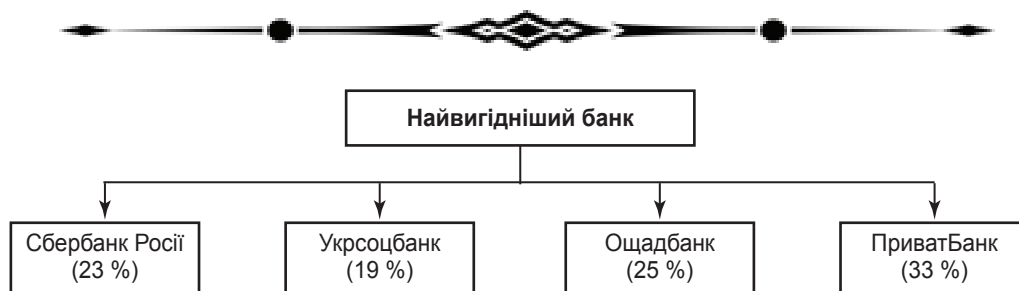 Найвигідніший банк
Сбербанк Росії
(23 %)
Укрсоцбанк
(19 %)
Ощадбанк
(25 %)
ПриватБанк
(33 %)